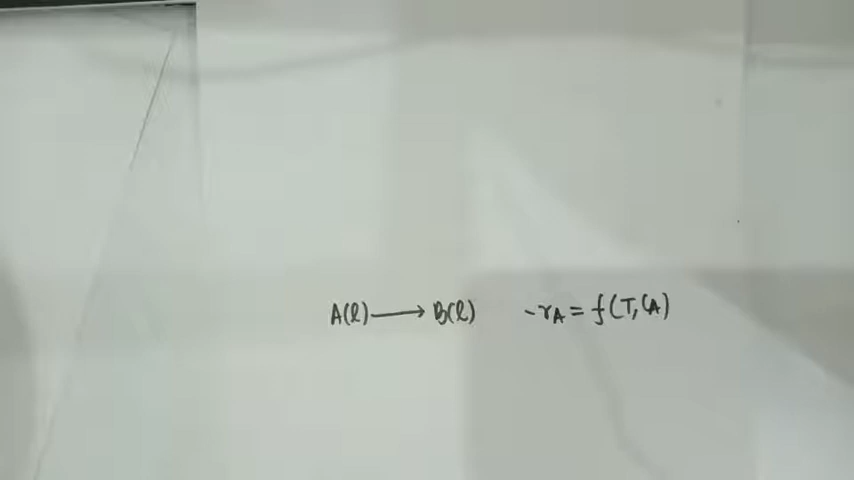 A(l) ⟶ B(l) -rA = f(T, CA)